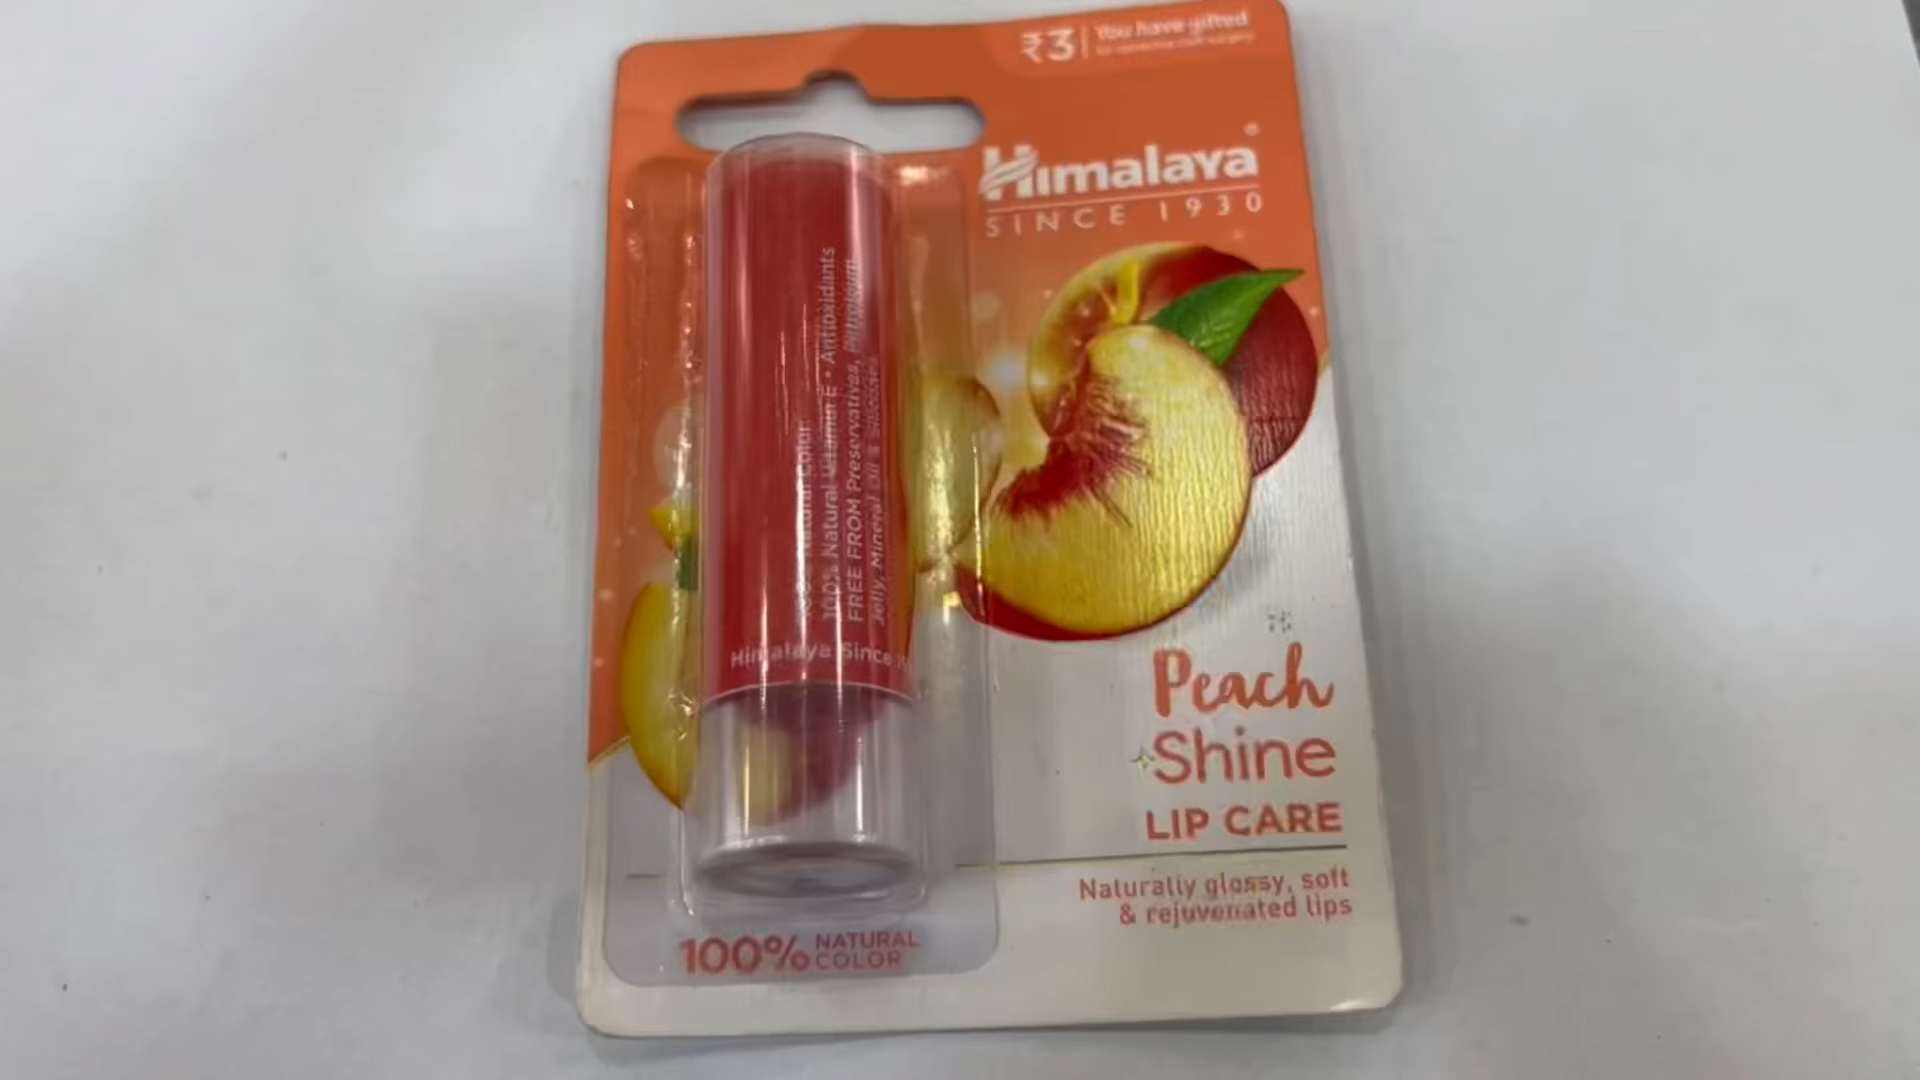 ₹3 | You have gifted
Himalaya
SINCE 1930
100% Natural Color
100% Natural Vitamin E • Antioxidants
FREE FROM Preservatives, Petroleum
Jelly, Mineral Oil & Silicones
Himalaya Since
Peach
Shine
LIP CARE
Naturally glossy, soft
& rejuvenated lips
100% NATURAL
COLOR